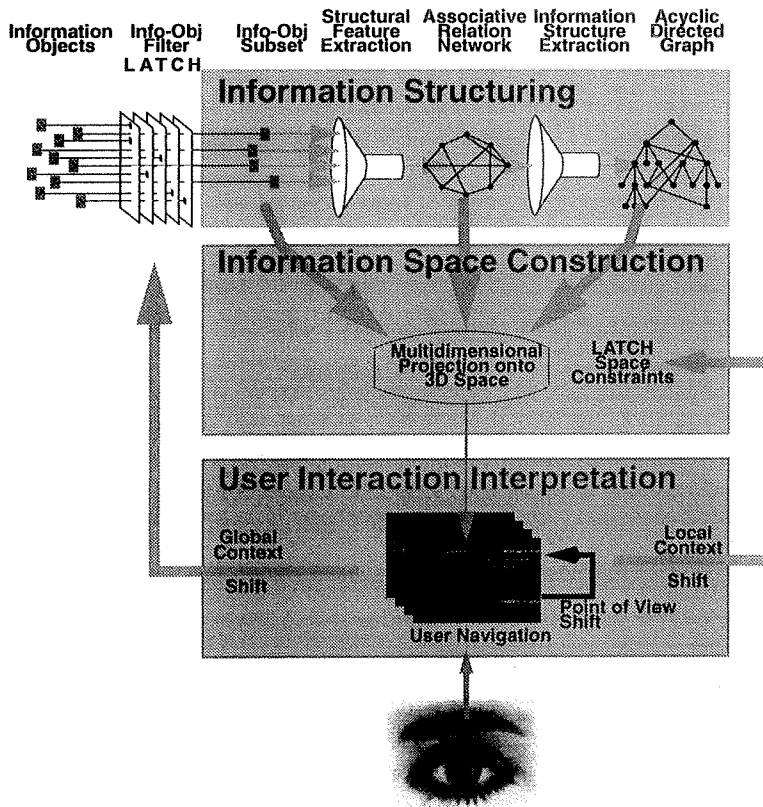 Information
Objects
Info-Obj
Filter
LATCH
Info-Obj
Subset
Structural
Feature
Extraction
Associative
Relation
Network
Information
Structure
Extraction
Acyclic
Directed
Graph
Information Structuring
Information Space Construction
Multidimensional
Projection onto
3D Space
LATCH
Space
Constraints
User Interaction Interpretation
Global
Context
Shift
Local
Context
Shift
Point of View
Shift
User Navigation